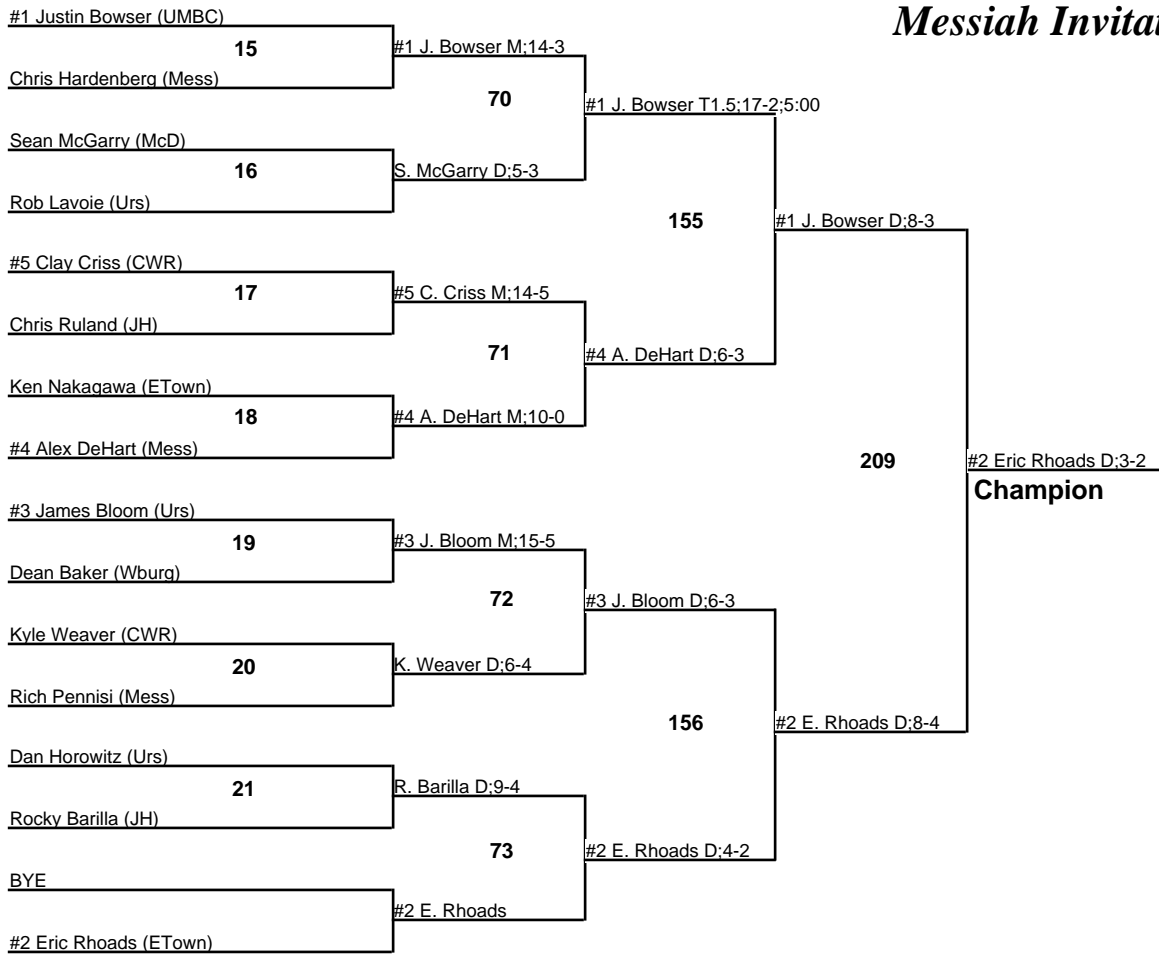 #1 Justin Bowser (UMBC)
Messiah Invita
15
#1 J. Bowser M;14-3
Chris Hardenberg (Mess)
70
#1 J. Bowser T1.5;17-2;5:00
Sean McGarry (McD)
16
S. McGarry D;5-3
Rob Lavoie (Urs)
155
#1 J. Bowser D;8-3
#5 Clay Criss (CWR)
17
#5 C. Criss M;14-5
Chris Ruland (JH)
71
#4 A. DeHart D;6-3
Ken Nakagawa (ETown)
18
#4 A. DeHart M;10-0
#4 Alex DeHart (Mess)
209
#2 Eric Rhoads D;3-2
Champion
#3 James Bloom (Urs)
19
#3 J. Bloom M;15-5
Dean Baker (Wburg)
72
#3 J. Bloom D;6-3
Kyle Weaver (CWR)
20
K. Weaver D;6-4
Rich Pennisi (Mess)
156
#2 E. Rhoads D;8-4
Dan Horowitz (Urs)
21
R. Barilla D;9-4
Rocky Barilla (JH)
73
#2 E. Rhoads D;4-2
BYE
#2 E. Rhoads
#2 Eric Rhoads (ETown)